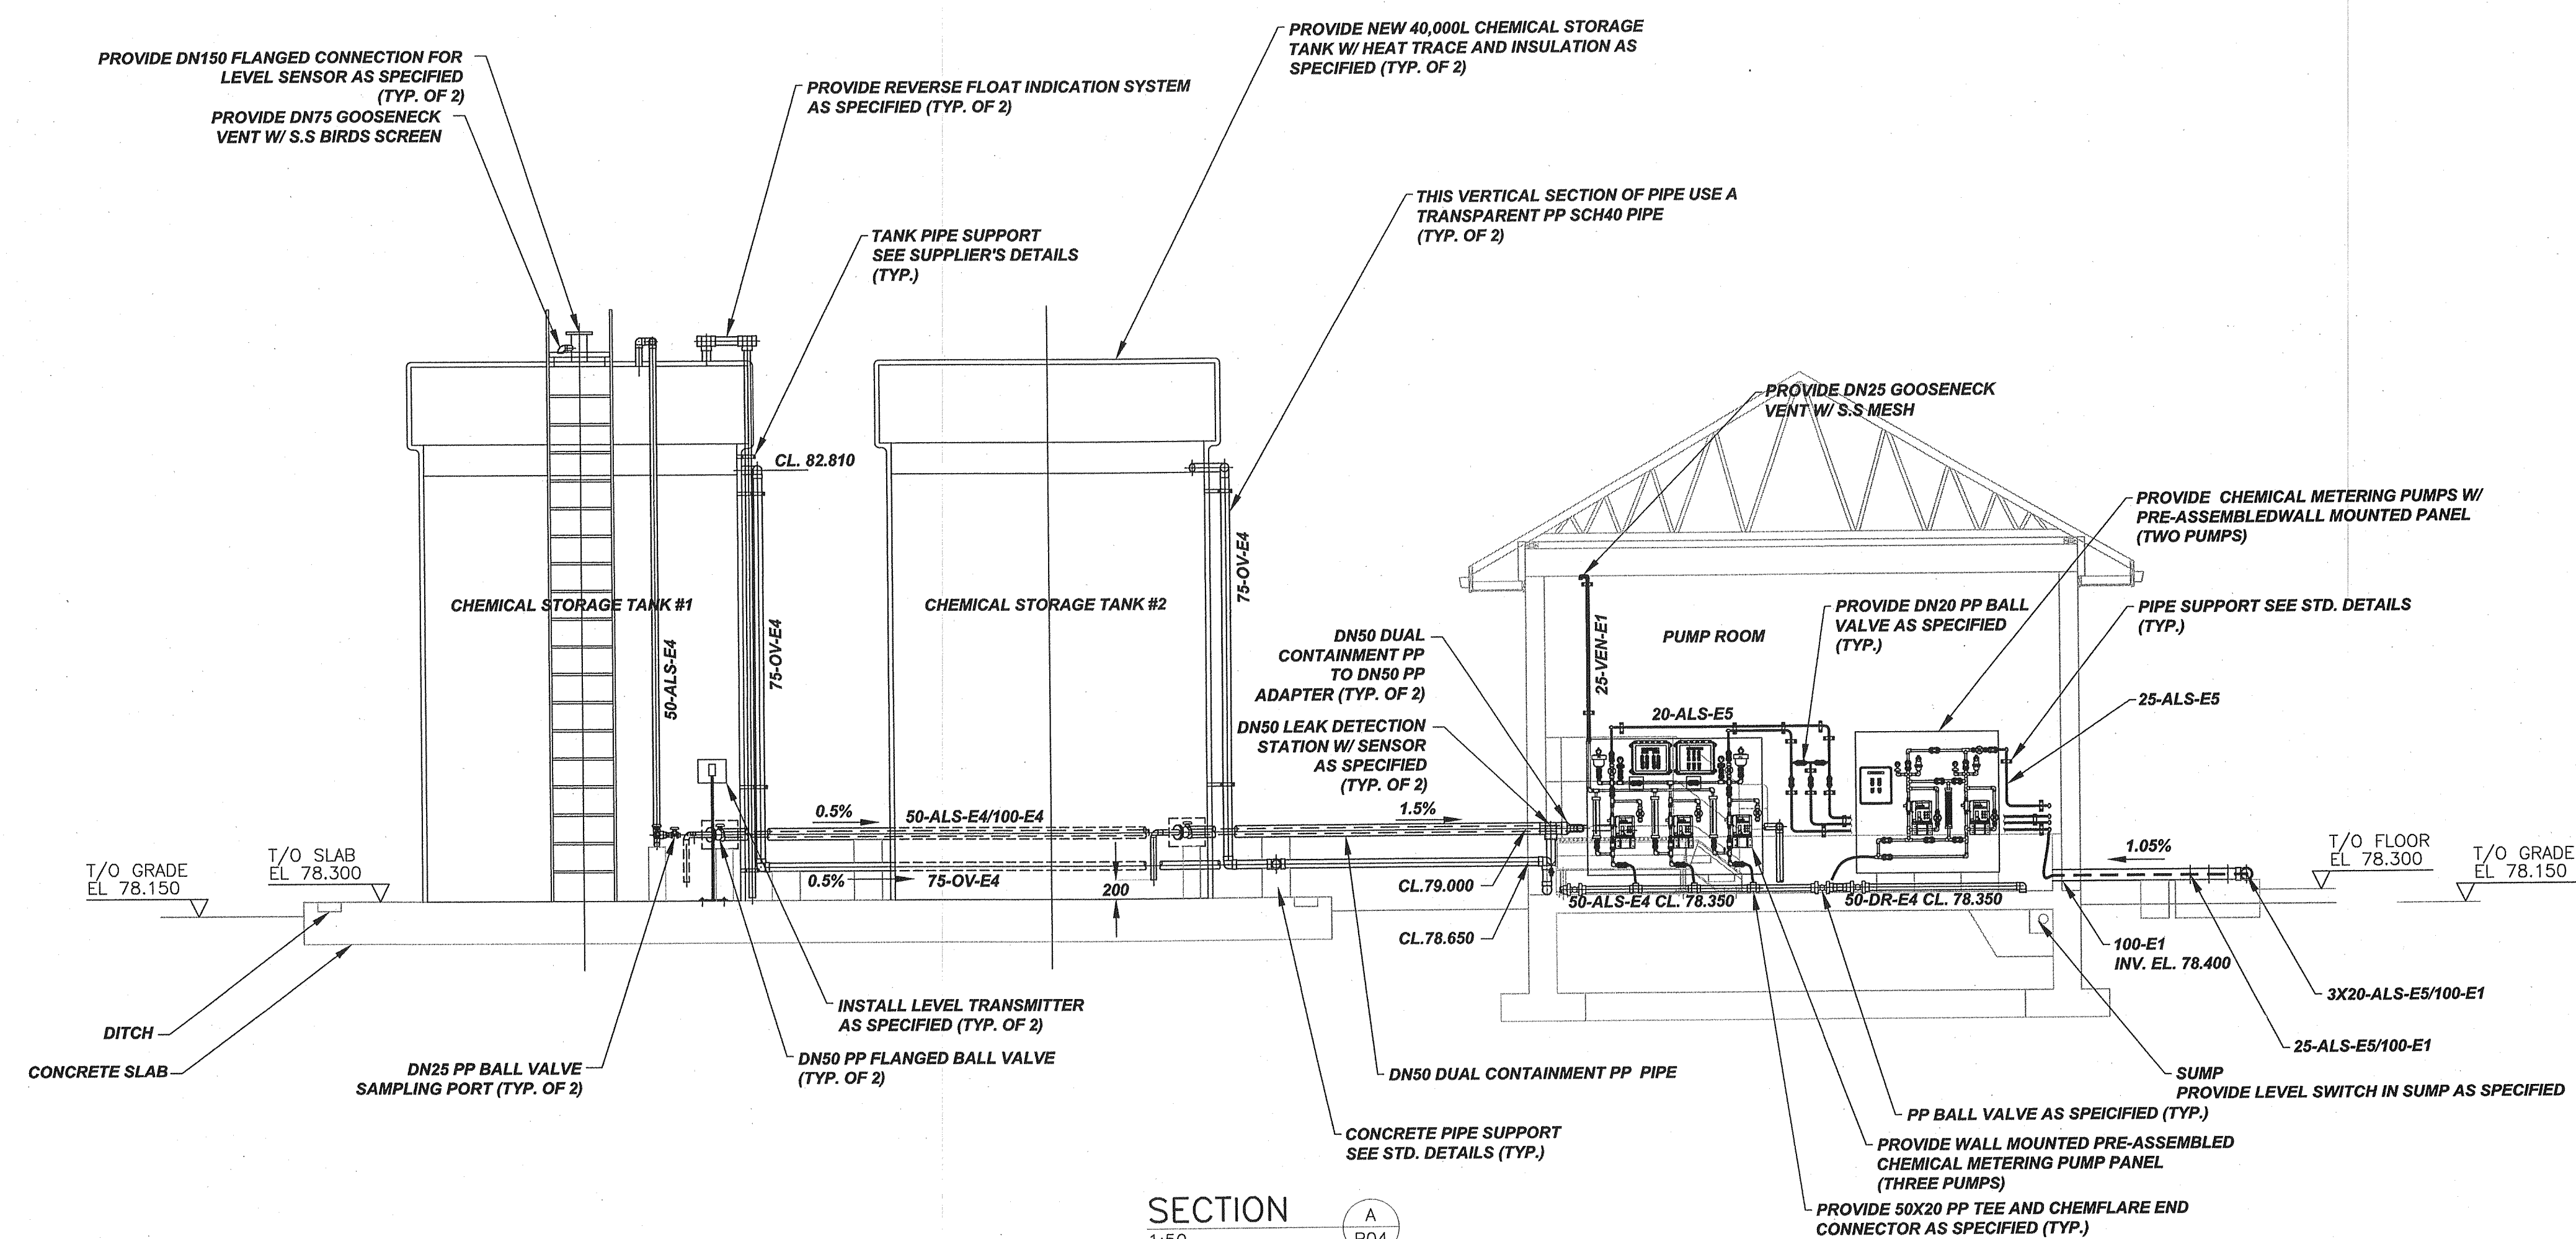 PROVIDE DN150 FLANGED CONNECTION FOR
LEVEL SENSOR AS SPECIFIED
(TYP. OF 2)
PROVIDE DN75 GOOSENECK
VENT W/ S.S BIRDS SCREEN
PROVIDE REVERSE FLOAT INDICATION SYSTEM
AS SPECIFIED (TYP. OF 2)
PROVIDE NEW 40,000L CHEMICAL STORAGE
TANK W/ HEAT TRACE AND INSULATION AS
SPECIFIED (TYP. OF 2)
TANK PIPE SUPPORT
SEE SUPPLIER'S DETAILS
(TYP.)
THIS VERTICAL SECTION OF PIPE USE A
TRANSPARENT PP SCH40 PIPE
(TYP. OF 2)
PROVIDE DN25 GOOSENECK
VENT W/ S.S MESH
CL. 82.810
PROVIDE CHEMICAL METERING PUMPS W/
PRE-ASSEMBLEDWALL MOUNTED PANEL
(TWO PUMPS)
CHEMICAL STORAGE TANK #1
50-ALS-E4
75-OV-E4
CHEMICAL STORAGE TANK #2
75-OV-E4
DN50 DUAL
CONTAINMENT PP
TO DN50 PP
ADAPTER (TYP. OF 2)
25-VEN-E1
PUMP ROOM
PROVIDE DN20 PP BALL
VALVE AS SPECIFIED
(TYP.)
PIPE SUPPORT SEE STD. DETAILS
(TYP.)
25-ALS-E5
20-ALS-E5
DN50 LEAK DETECTION
STATION W/ SENSOR
AS SPECIFIED
(TYP. OF 2)
0.5%
50-ALS-E4/100-E4
1.5%
T/O GRADE
EL 78.150
T/O SLAB
EL 78.300
0.5%
75-OV-E4
200
CL.79.000
50-ALS-E4 CL. 78.350
50-DR-E4 CL. 78.350
1.05%
T/O FLOOR
EL 78.300
T/O GRADE
EL 78.150
CL.78.650
100-E1
INV. EL. 78.400
3X20-ALS-E5/100-E1
25-ALS-E5/100-E1
DITCH
CONCRETE SLAB
DN25 PP BALL VALVE
SAMPLING PORT (TYP. OF 2)
INSTALL LEVEL TRANSMITTER
AS SPECIFIED (TYP. OF 2)
DN50 PP FLANGED BALL VALVE
(TYP. OF 2)
DN50 DUAL CONTAINMENT PP PIPE
CONCRETE PIPE SUPPORT
SEE STD. DETAILS (TYP.)
SUMP
PROVIDE LEVEL SWITCH IN SUMP AS SPECIFIED
PP BALL VALVE AS SPEICIFIED (TYP.)
PROVIDE WALL MOUNTED PRE-ASSEMBLED
CHEMICAL METERING PUMP PANEL
(THREE PUMPS)
PROVIDE 50X20 PP TEE AND CHEMFLARE END
CONNECTOR AS SPECIFIED (TYP.)
SECTION
A